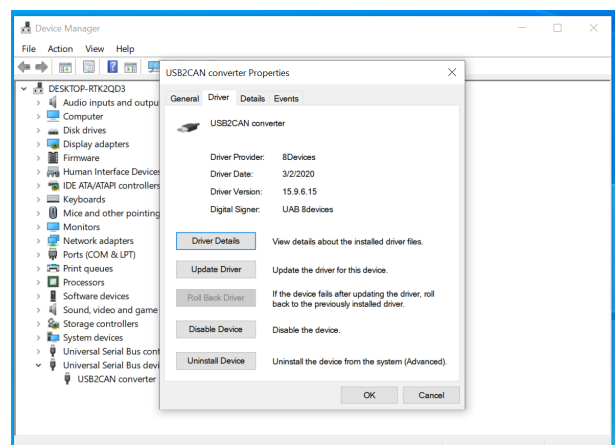 Device Manager
File Action View Help
DESKTOP-RTK2QD3
Audio inputs and outpu
Computer
Disk drives
Display adapters
Firmware
Human Interface Devices
IDE ATA/ATAPI controllers
Keyboards
Mice and other pointing
Monitors
Network adapters
Ports (COM & LPT)
Print queues
Processors
Software devices
Sound, video and game
Storage controllers
System devices
Universal Serial Bus cont
Universal Serial Bus devi
USB2CAN converter
USB2CAN converter Properties
General Driver Details Events
USB2CAN converter
Driver Provider: 8Devices
Driver Date: 3/2/2020
Driver Version: 15.9.6.15
Digital Signer: UAB 8devices
Driver Details View details about the installed driver files.
Update Driver Update the driver for this device.
Roll Back Driver If the device fails after updating the driver, roll
back to the previously installed driver.
Disable Device Disable the device.
Uninstall Device Uninstall the device from the system (Advanced).
OK Cancel